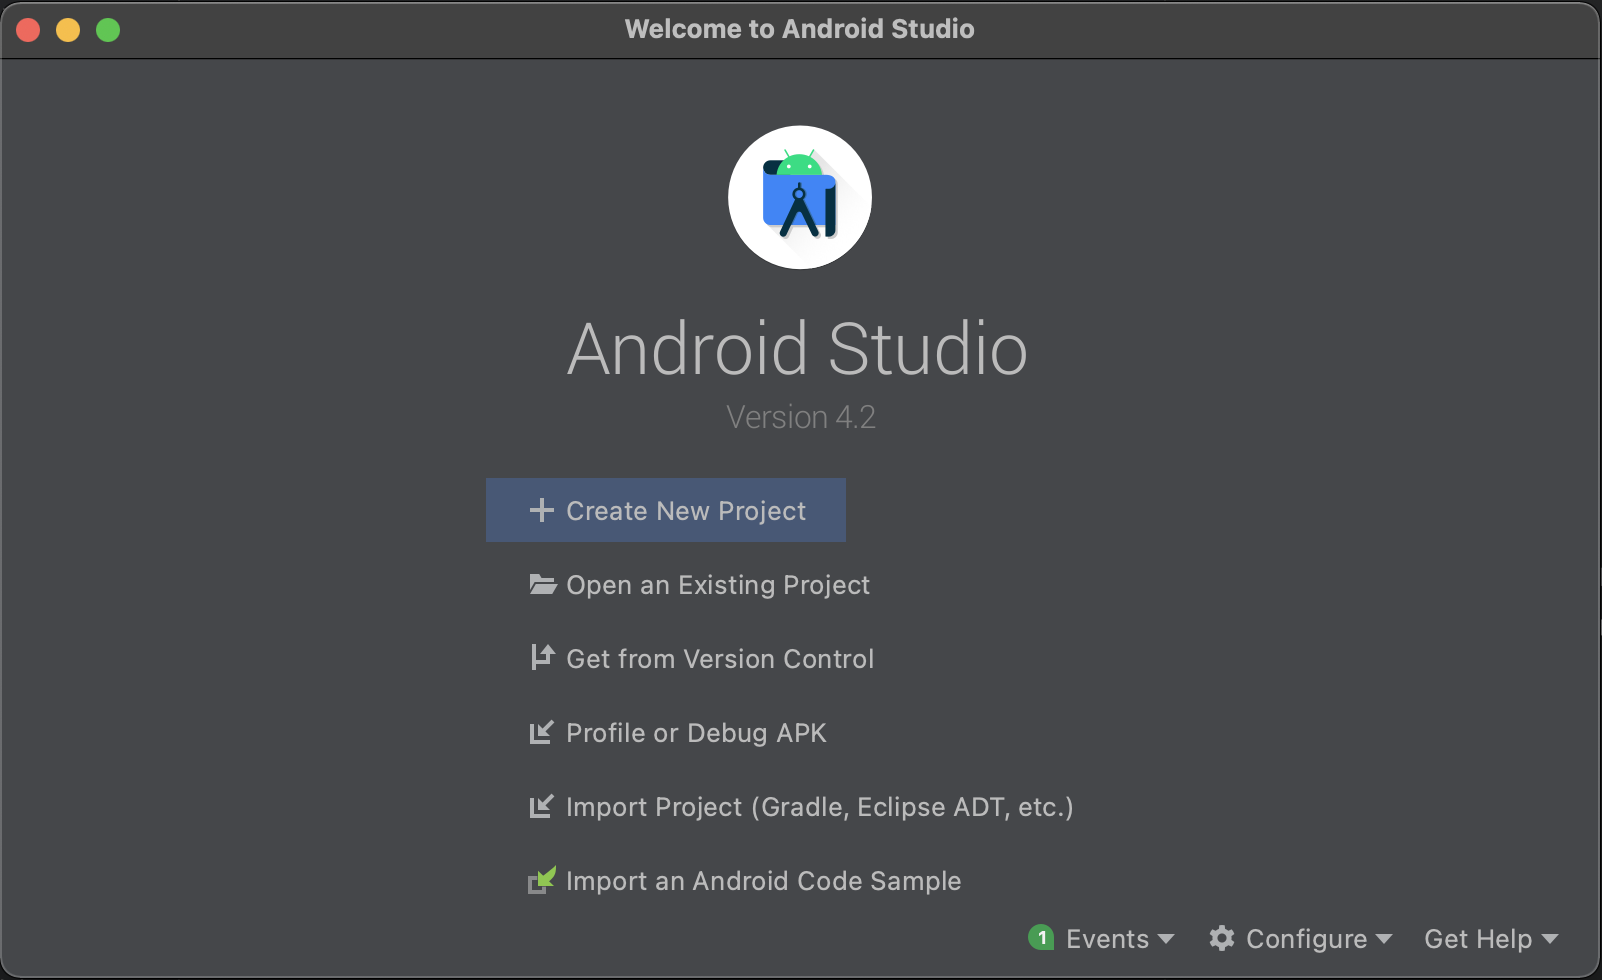 Welcome to Android Studio
Android Studio
Version 4.2
Create New Project
Open an Existing Project
Get from Version Control
Profile or Debug APK
Import Project (Gradle, Eclipse ADT, etc.)
Import an Android Code Sample
1 Events Configure Get Help